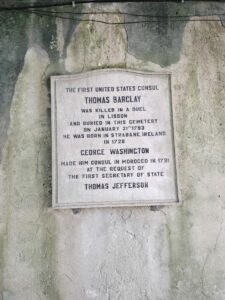 THE FIRST UNITED STATES CONSUL
THOMAS BARCLAY
WAS KILLED IN A DUEL
IN LISBON
AND BURIED IN THIS CEMETERY
ON JANUARY 21ST 1793
HE WAS BORN IN STRABANE, IRELAND
IN 1728
GEORGE WASHINGTON
MADE HIM CONSUL IN MOROCCO IN 1791
AT THE REQUEST OF
THE FIRST SECRETARY OF STATE
THOMAS JEFFERSON